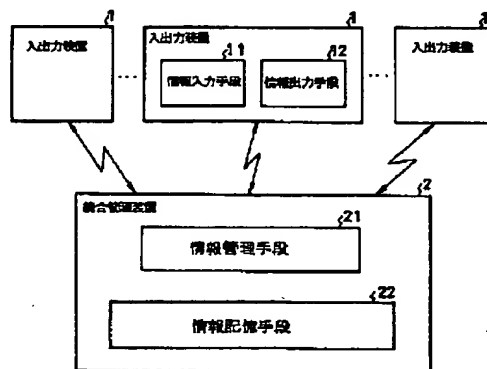 1
入出力装置
1
入出力装置
11
情報入力手段
12
情報出力手段
1
入出力装置
2
統合管理装置
21
情報管理手段
22
情報記憶手段